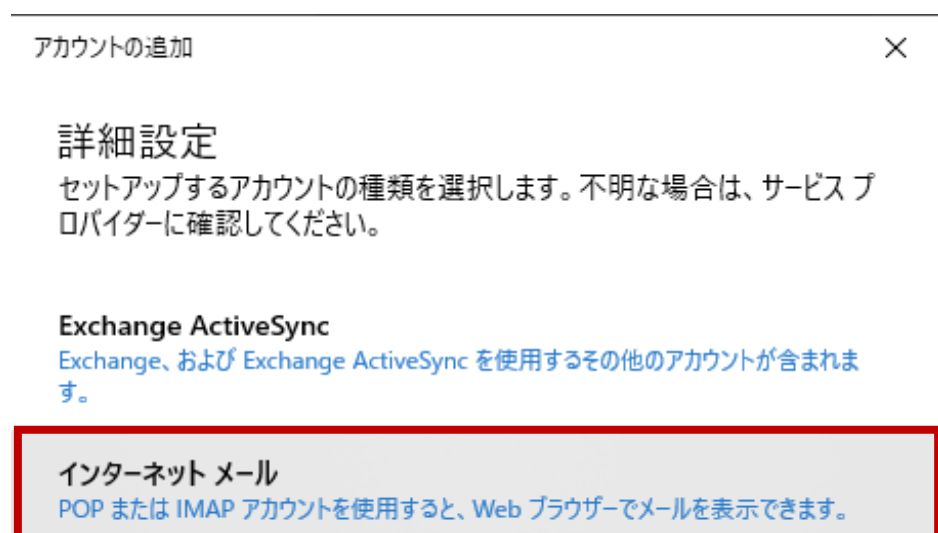 アカウントの追加
詳細設定
セットアップするアカウントの種類を選択します。不明な場合は、サービス プ
ロバイダーに確認してください。
Exchange ActiveSync
Exchange、および Exchange ActiveSync を使用するその他のアカウントが含まれま
す。
インターネット メール
POP または IMAP アカウントを使用すると、Web ブラウザーでメールを表示できます。